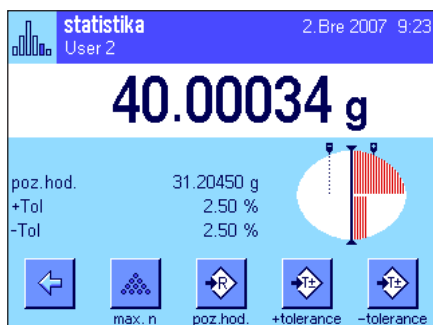 statistika
2.Bre 2007 9:23
User 2
40.00034 g
poz.hod. 31.20450 g
+Tol 2.50 %
-Tol 2.50 %
R T± T±
max. n poz.hod. +tolerance -tolerance